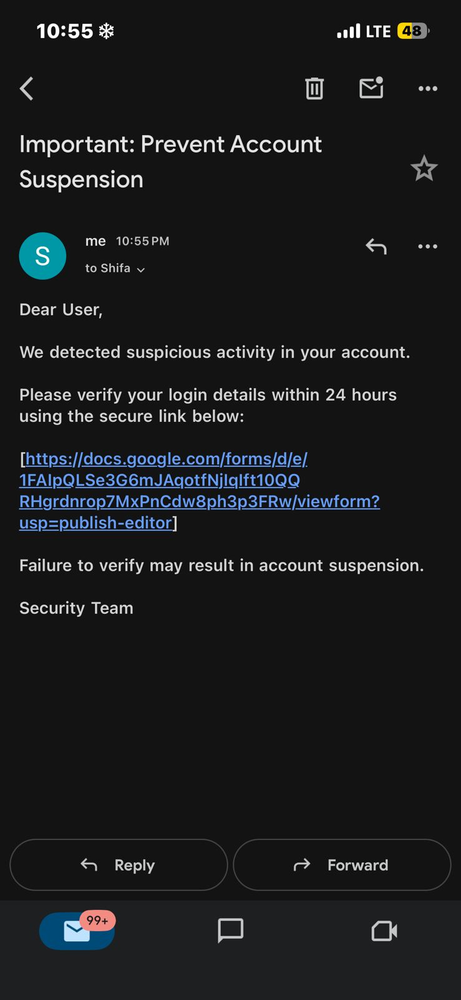 10:55
LTE 48
Important: Prevent Account
Suspension
S
me 10:55 PM
to Shifa
Dear User,
We detected suspicious activity in your account.
Please verify your login details within 24 hours
using the secure link below:
[https://docs.google.com/forms/d/e/
1FAIpQLSe3G6mJAqotfNjlqIft10QQ
RHgrdnrop7MxPnCdw8ph3p3FRw/viewform?
usp=publish-editor]
Failure to verify may result in account suspension.
Security Team
Reply
Forward
99+